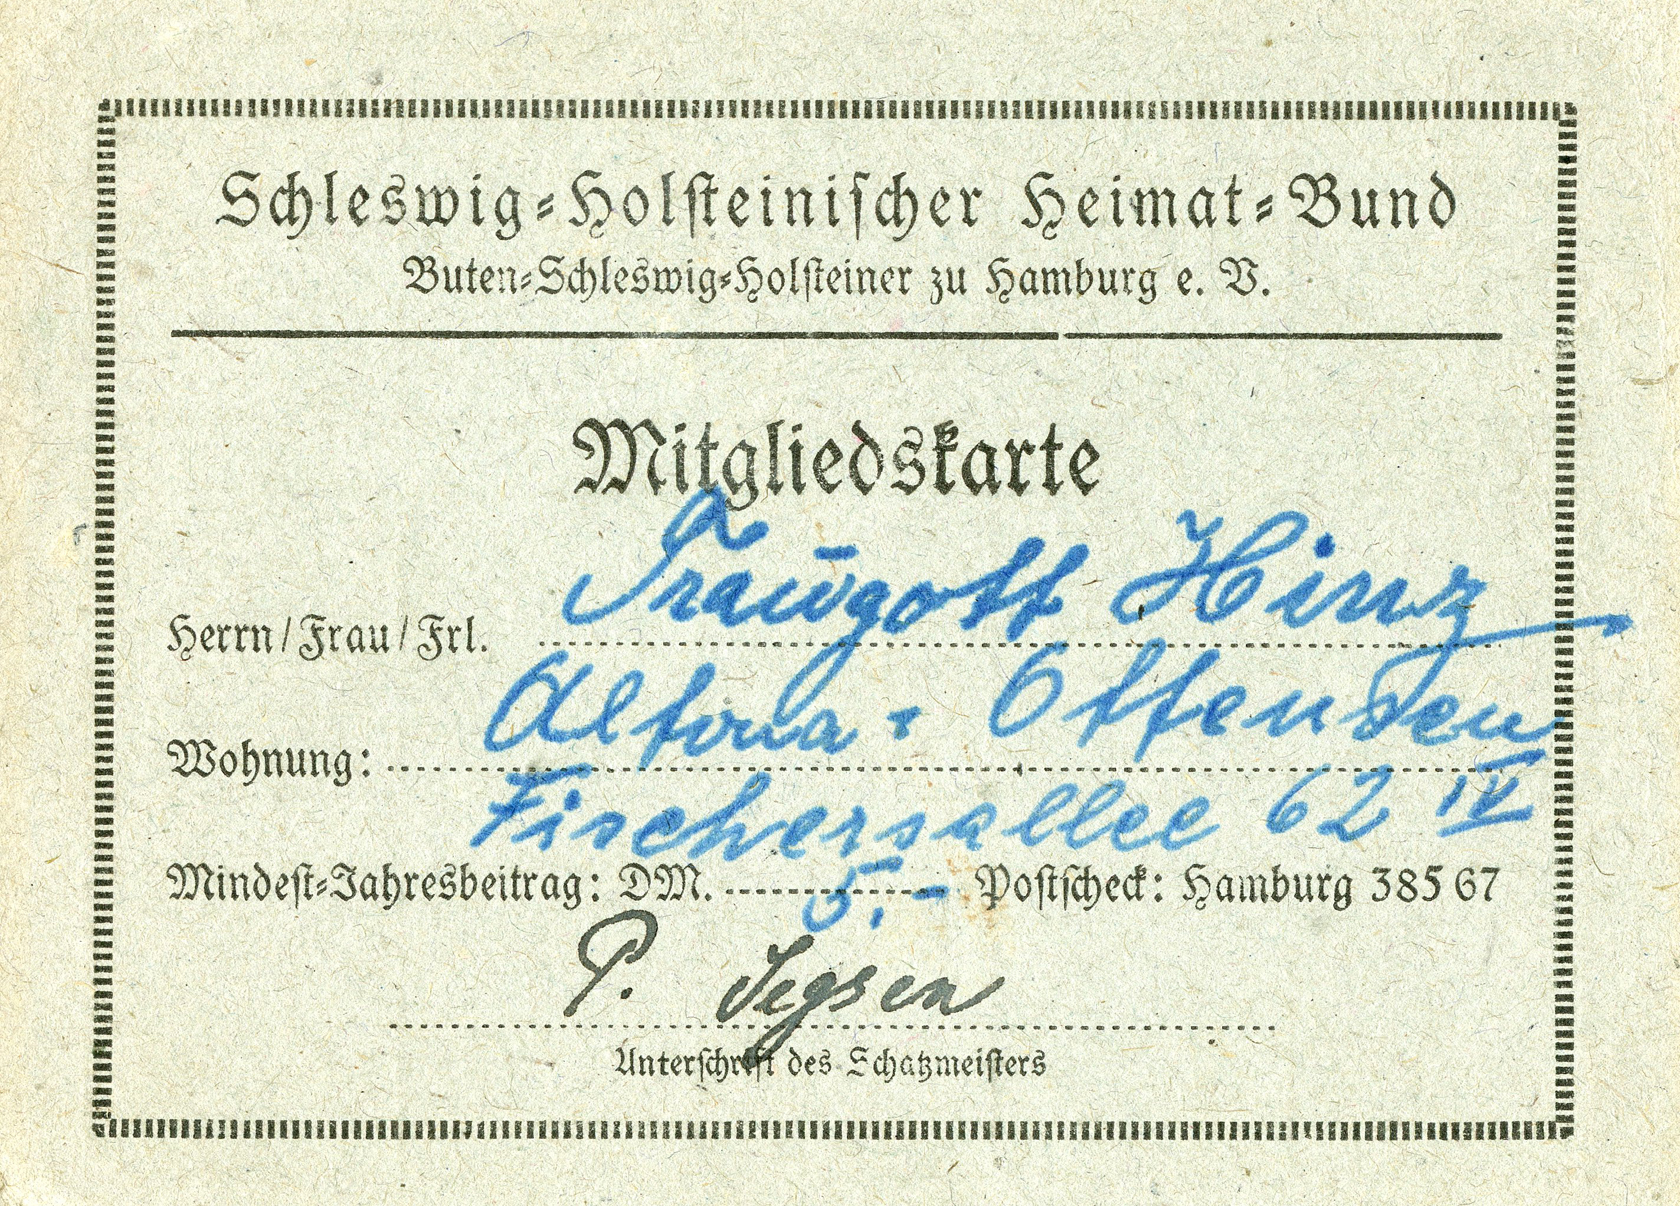 Schleswig-Holsteinischer Heimat-Bund
Buten-Schleswig-Holsteiner zu Hamburg e. V.
Mitgliedskarte
Herrn/Frau/Frl. Traugott Hinz
Wohnung: Altona - Ottensen
Fischersallee 62 IV
Mindest-Jahresbeitrag: DM. 5.- Postscheck: Hamburg 385 67
P.
Unterschrift des Schatzmeisters